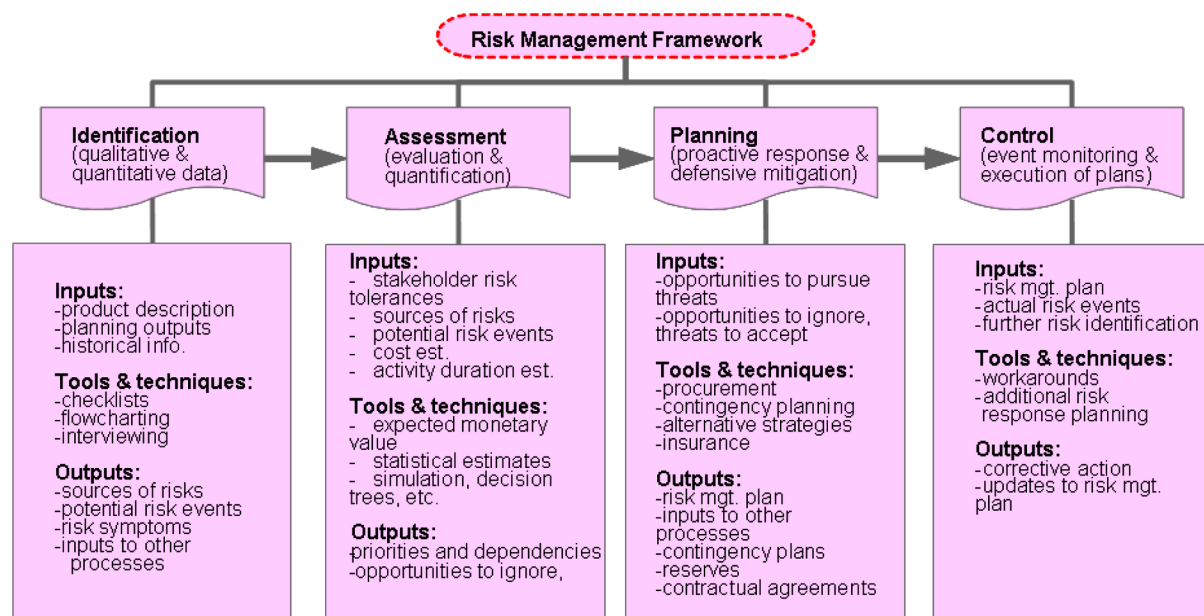 Risk Management Framework
Identification
(qualitative &
quantitative data)
Assessment
(evaluation &
quantification)
Planning
(proactive response &
defensive mitigation)
Control
(event monitoring &
execution of plans)
Inputs:
-product description
-planning outputs
-historical info.
Tools & techniques:
-checklists
-flowcharting
-interviewing
Outputs:
-sources of risks
-potential risk events
-risk symptoms
-inputs to other
processes
Inputs:
- stakeholder risk
tolerances
- sources of risks
- potential risk events
- cost est.
- activity duration est.
Tools & techniques:
- expected monetary
value
- statistical estimates
- simulation, decision
trees, etc.
Outputs:
-priorities and dependencies
-opportunities to ignore,
Inputs:
-opportunities to pursue
threats
-opportunities to ignore,
threats to accept
Tools & techniques:
-procurement
-contingency planning
-alternative strategies
-insurance
Outputs:
-risk mgt. plan
-inputs to other
processes
-contingency plans
-reserves
-contractual agreements
Inputs:
-risk mgt. plan
-actual risk events
-further risk identification
Tools & techniques:
-workarounds
-additional risk
response planning
Outputs:
-corrective action
-updates to risk mgt.
plan